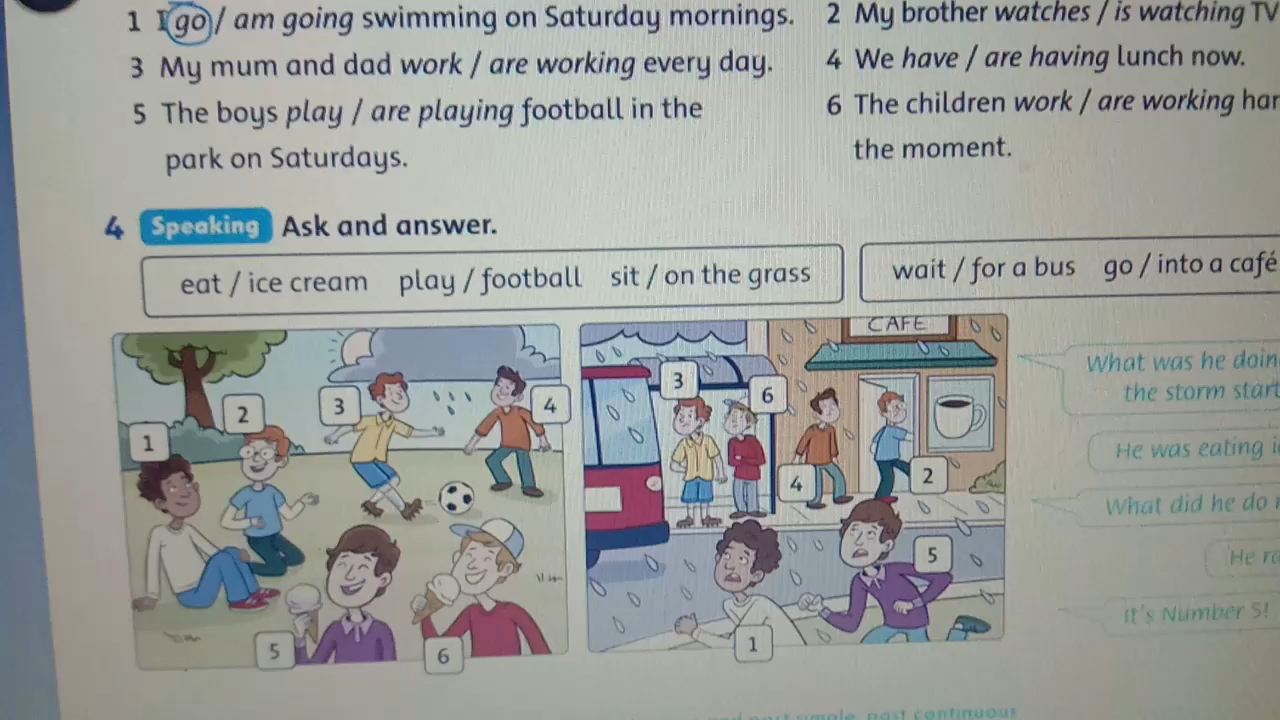 1 I go / am going swimming on Saturday mornings.
2 My brother watches / is watching TV
3 My mum and dad work / are working every day.
4 We have / are having lunch now.
5 The boys play / are playing football in the
park on Saturdays.
6 The children work / are working
the moment.
4 Speaking Ask and answer.
eat / ice cream play / football sit / on the grass
wait / for a bus go / into a café
1
2
3
4
5
6
CAFE
3
6
4
2
5
1
What was he
the storm
He was eating
What did he do
He
It's Number 5!
past simple, past continuous